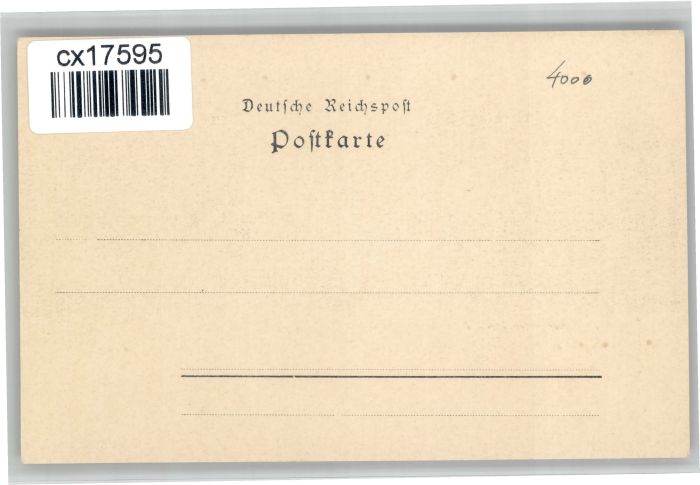 cx17595
4000
Deutſche Reichspoſt
Poſtkarte